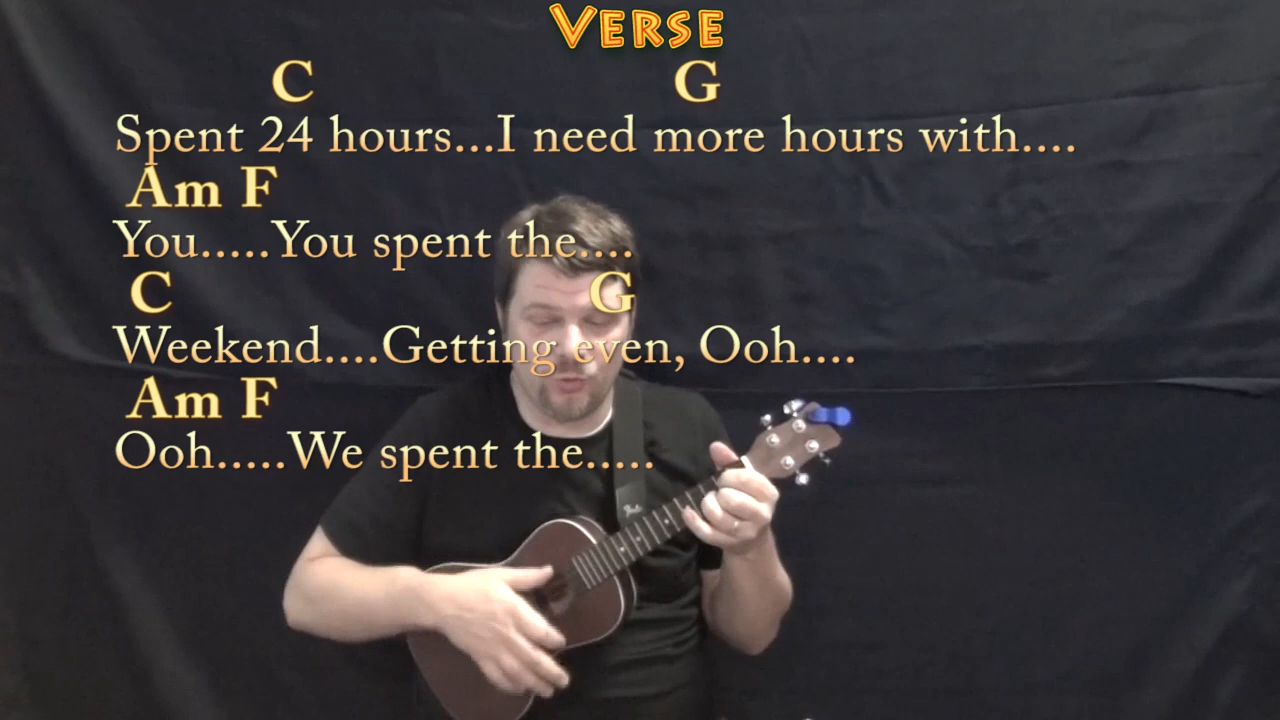 VERSE
C G
Spent 24 hours...I need more hours with....
Am F
You.....You spent the....
C G
Weekend....Getting even, Ooh....
Am F
Ooh.....We spent the.....